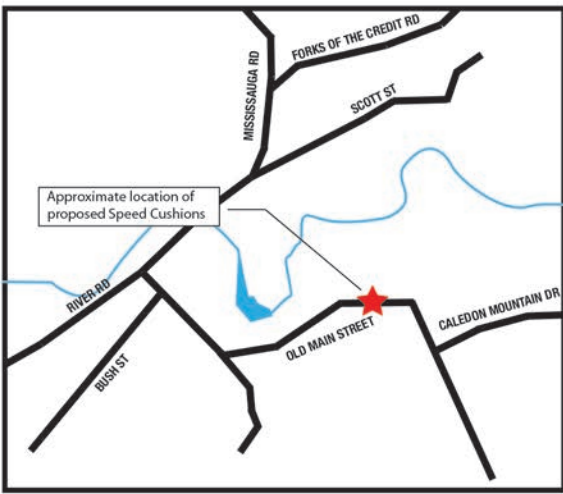 FORKS OF THE CREDIT RD
MISSISSAUGA RD
SCOTT ST
Approximate location of
proposed Speed Cushions
RIVER RD
BUSH ST
OLD MAIN STREET
CALEDON MOUNTAIN DR